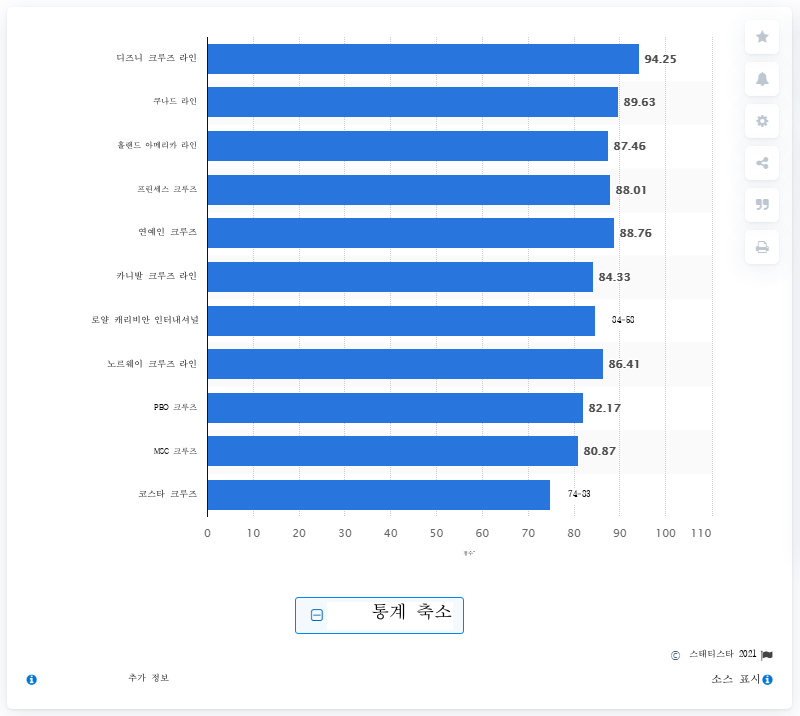 디즈니 크루즈 라인 94.25
쿠나드 라인 89.63
홀랜드 아메리카 라인 87.46
프린세스 크루즈 88.01
연예인 크루즈 88.76
카니발 크루즈 라인 84.33
로얄 캐리비안 인터내셔널 84-53
노르웨이 크루즈 라인 86.41
P&O 크루즈 82.17
MSC 크루즈 80.87
코스타 크루즈 74-83
0 10 20 30 40 50 60 70 80 90 100 110
통계 축소
© 스태티스타 2021
추가 정보
소스 표시